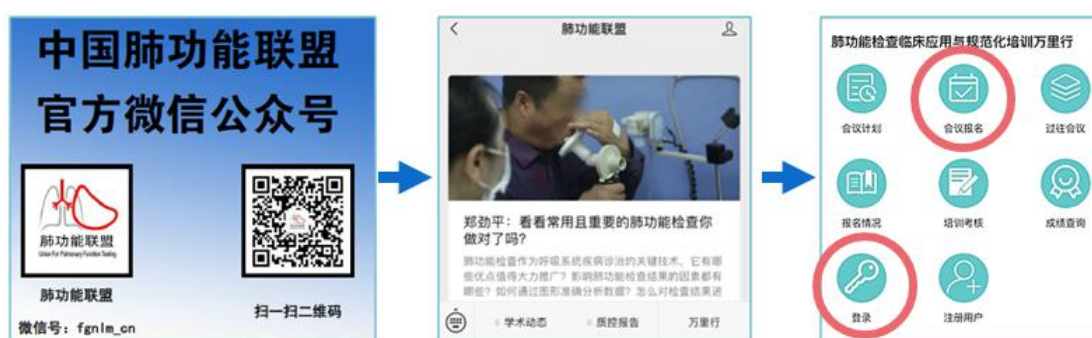 中国肺功能联盟
官方微信公众号
肺功能联盟
Union For Pulmonary Function Testing
肺功能联盟
扫一扫二维码
微信号：fgnlm_cn
肺功能联盟
郑劲平：看看常用且重要的肺功能检查你
做对了吗？
肺功能检查作为呼吸系统疾病诊治的关键技术，它有哪
些优点值得大力推广？影响肺功能检查结果的因素都有
哪些？如何通过图形准确分析数据？怎么对检查结果进
学术动态
质控报告
万里行
肺功能检查临床应用与规范化培训万里行
会议计划
会议报名
过往会议
报名情况
培训考核
成绩查询
登录
注册用户